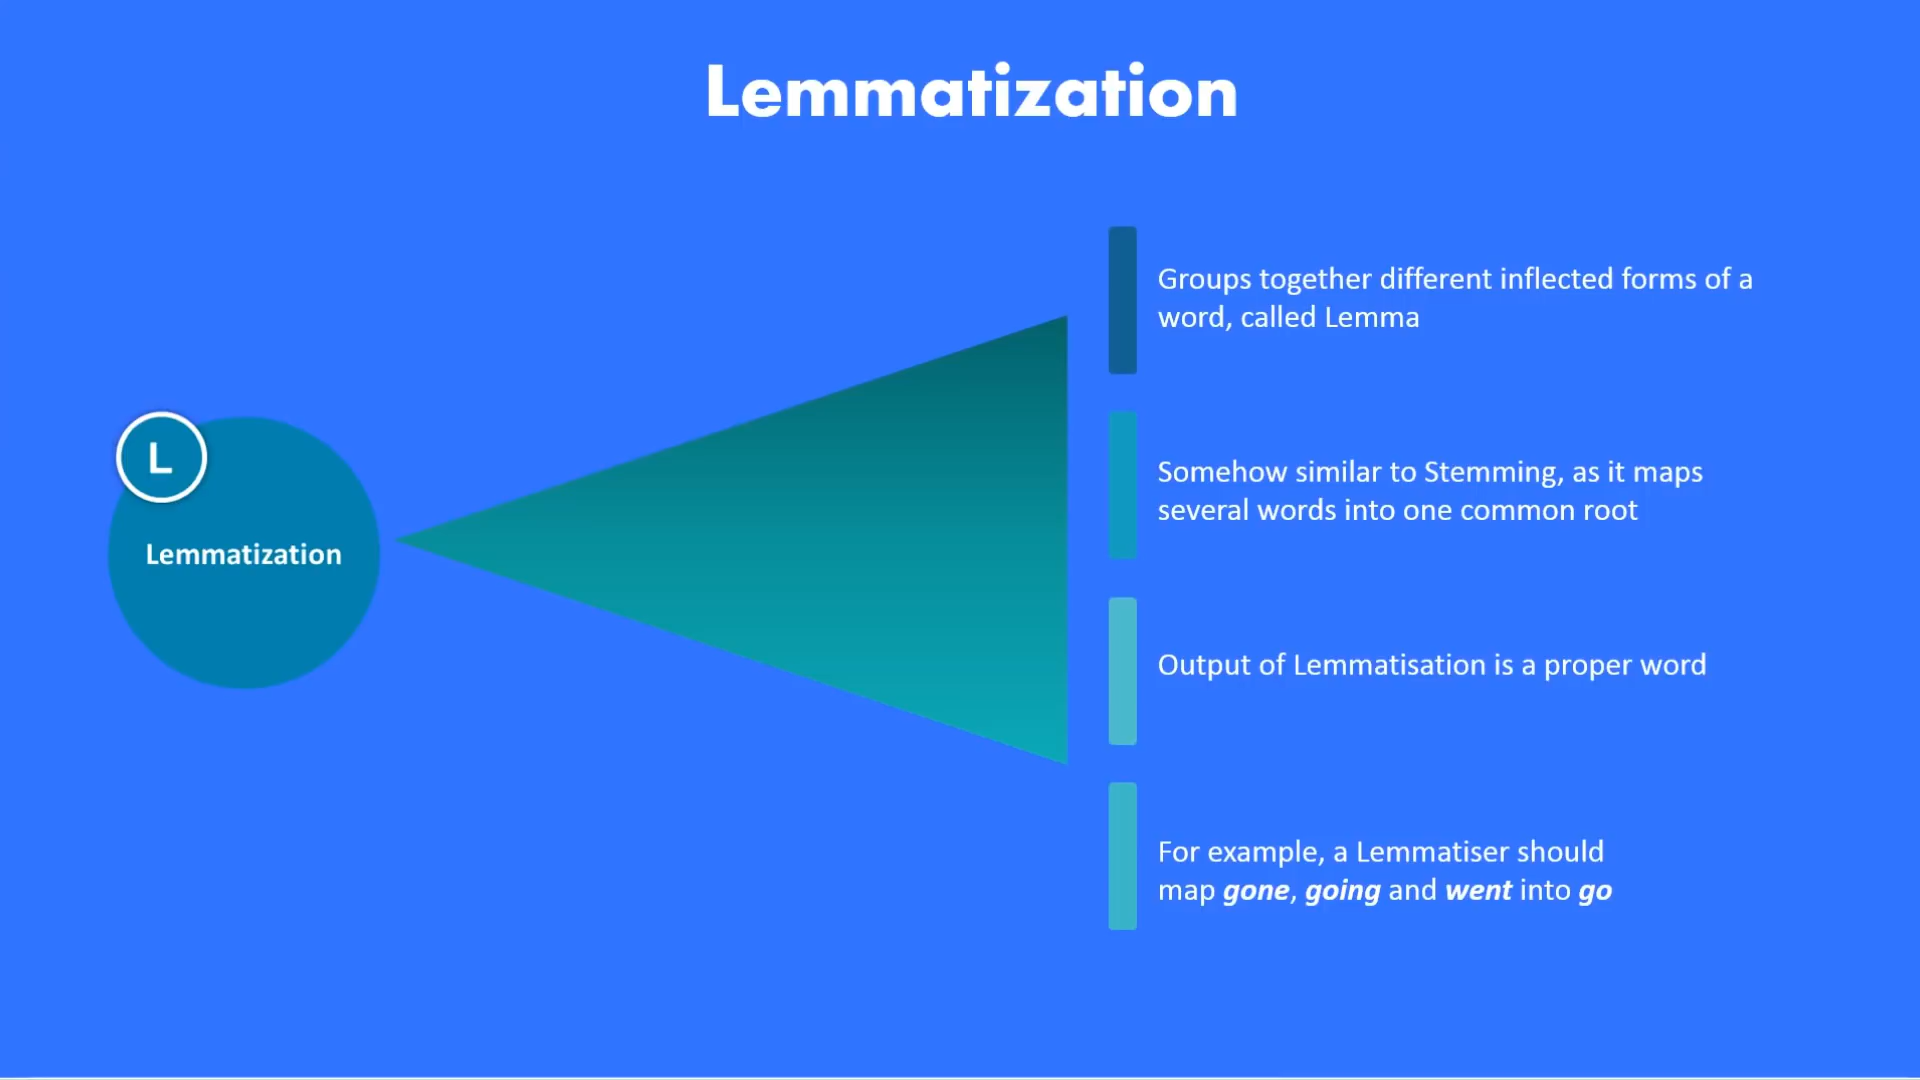 Lemmatization
L
Lemmatization
Groups together different inflected forms of a
word, called Lemma
Somehow similar to Stemming, as it maps
several words into one common root
Output of Lemmatisation is a proper word
For example, a Lemmatiser should
map gone, going and went into go